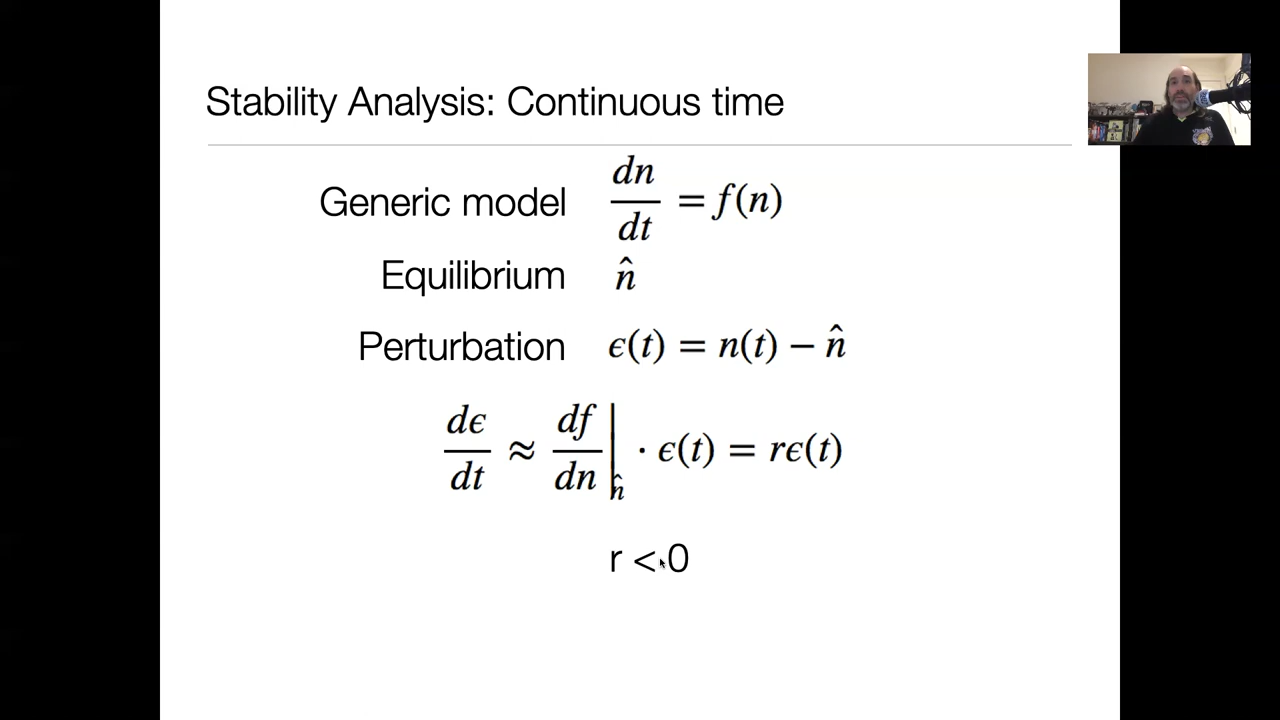 Stability Analysis: Continuous time
Generic model dn/dt = f(n)
Equilibrium n̂
Perturbation ϵ(t) = n(t) − n̂
dϵ/dt ≈ df/dn |n̂ · ϵ(t) = rϵ(t)
r < 0